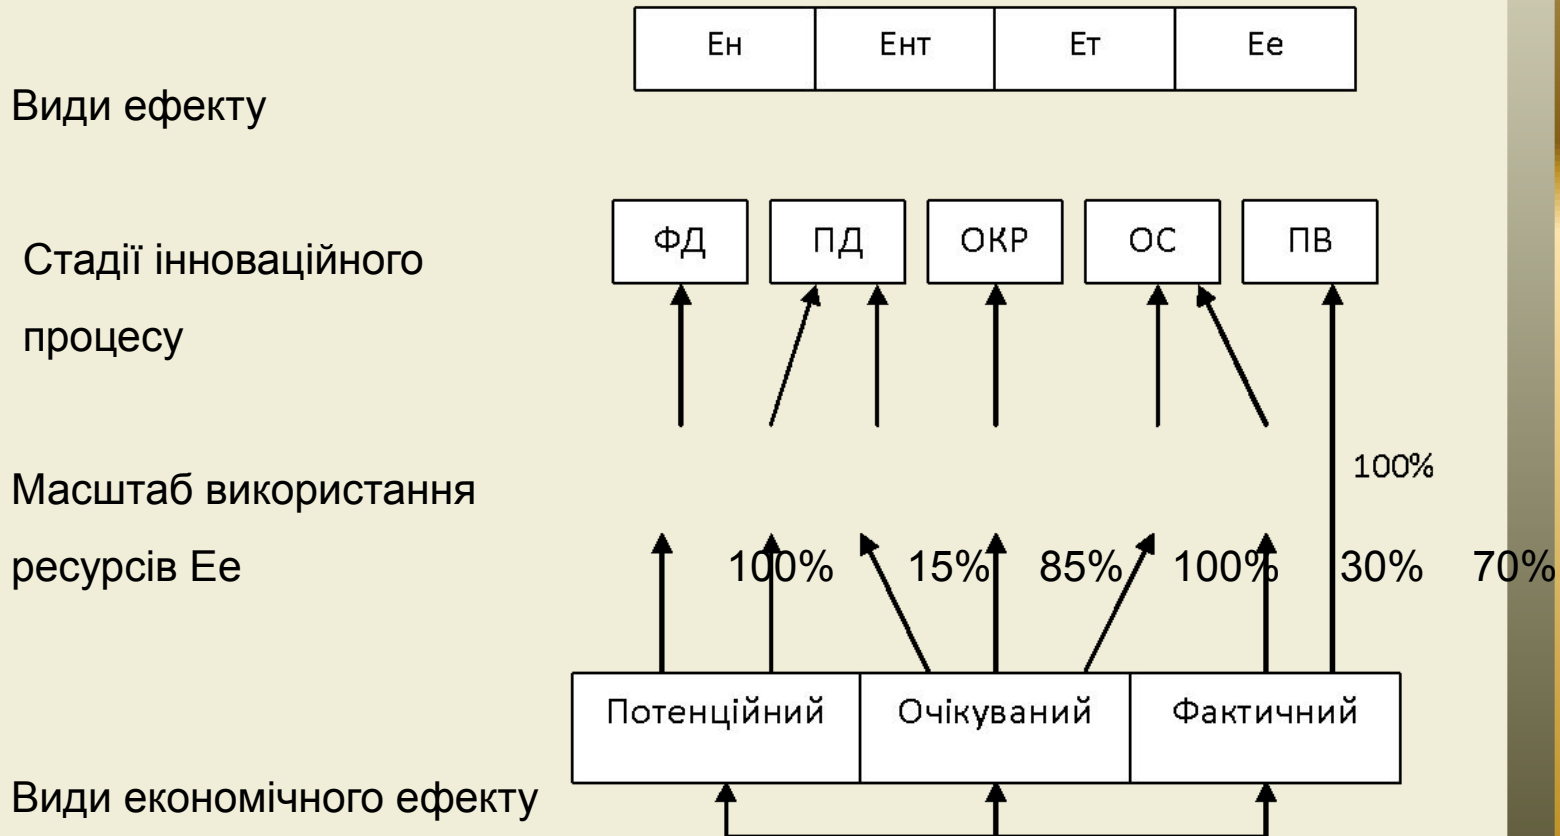 Ен Ент Ет Ее
Види ефекту
ФД ПД ОКР ОС ПВ
Стадії інноваційного
процесу
100%
Масштаб використання
ресурсів Ее 100% 15% 85% 100% 30% 70%
Потенційний Очікуваний Фактичний
Види економічного ефекту